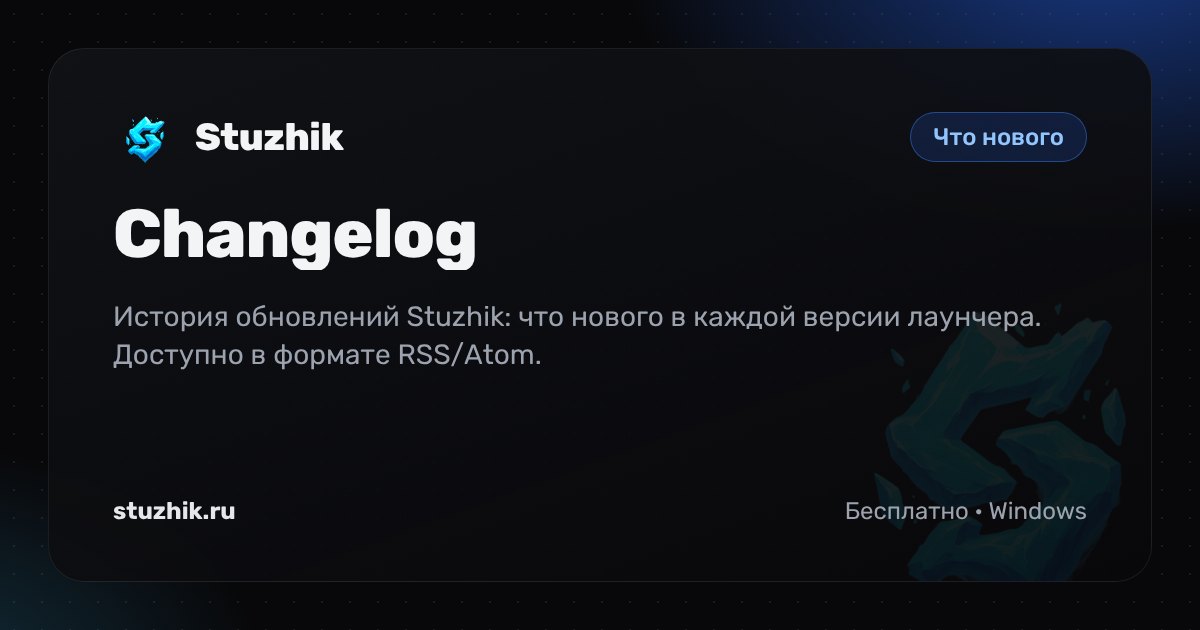 Stuzhik
Что нового
Changelog
История обновлений Stuzhik: что нового в каждой версии лаунчера.
Доступно в формате RSS/Atom.
stuzhik.ru
Бесплатно • Windows